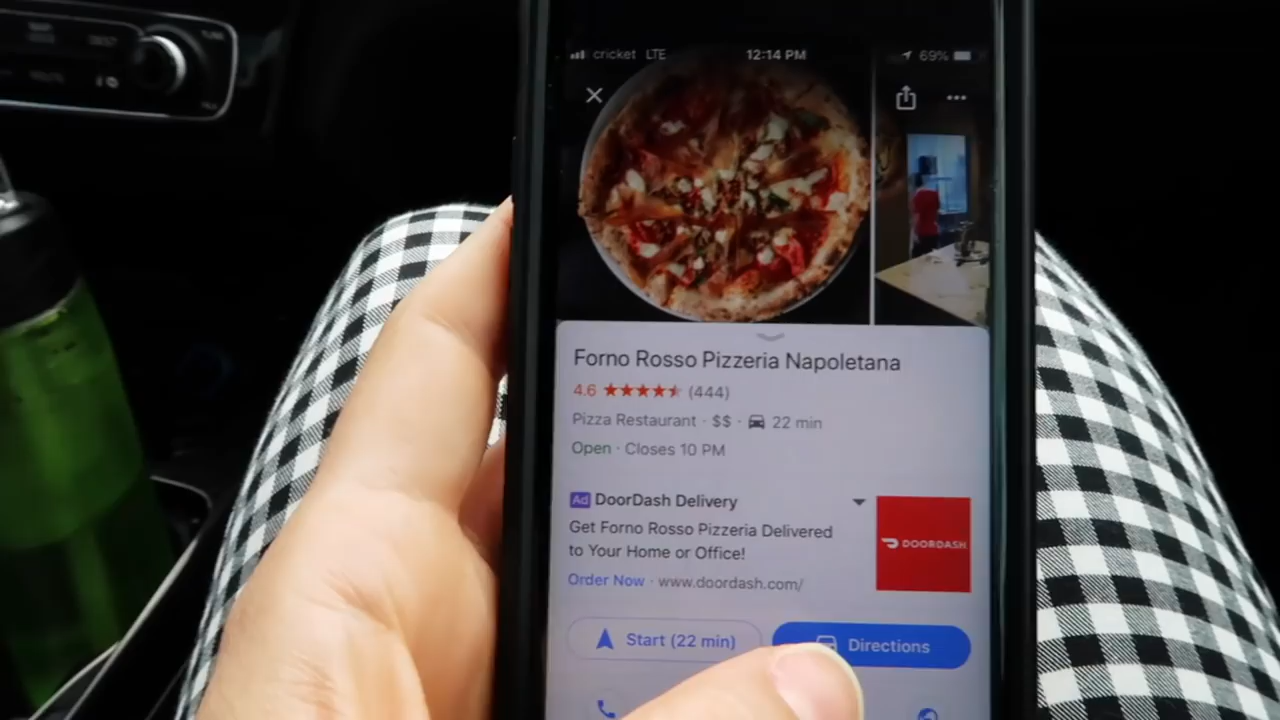 cricket LTE 12:14 PM 69%
Forno Rosso Pizzeria Napoletana
4.6 (444)
Pizza Restaurant · $$ · 22 min
Open · Closes 10 PM
Ad DoorDash Delivery
Get Forno Rosso Pizzeria Delivered
to Your Home or Office!
DOORDASH
Order Now · www.doordash.com/
Start (22 min)
Directions